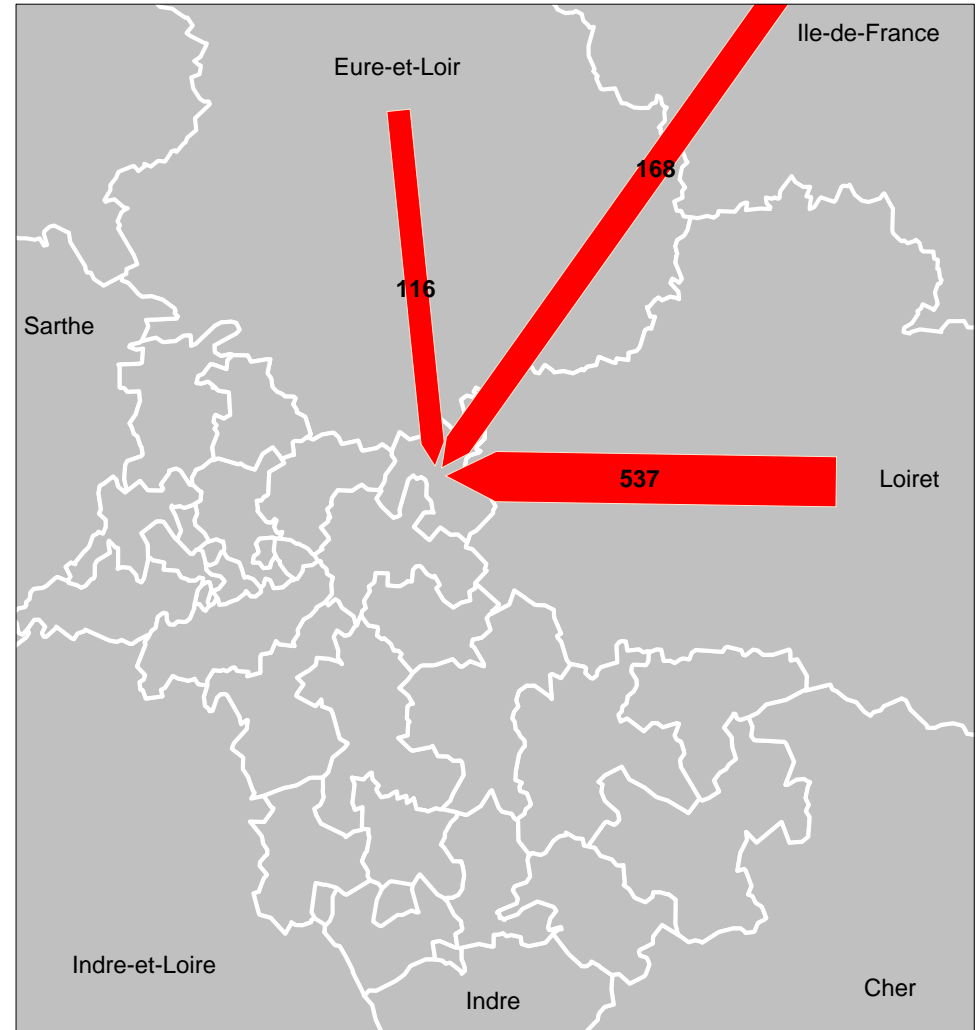 Ile-de-France
Eure-et-Loir
168
116
Sarthe
537
Loiret
Indre-et-Loire
Cher
Indre